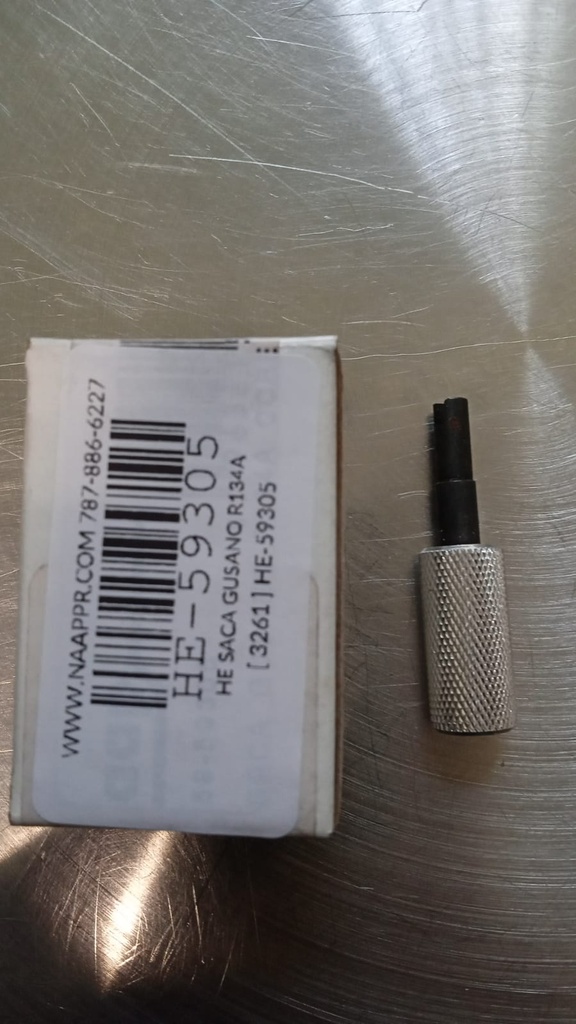 WWW.NAAPPR.COM 787-886-6227
HE-59305
HE SACA GUSANO R134A
[ 3261 ] HE-59305